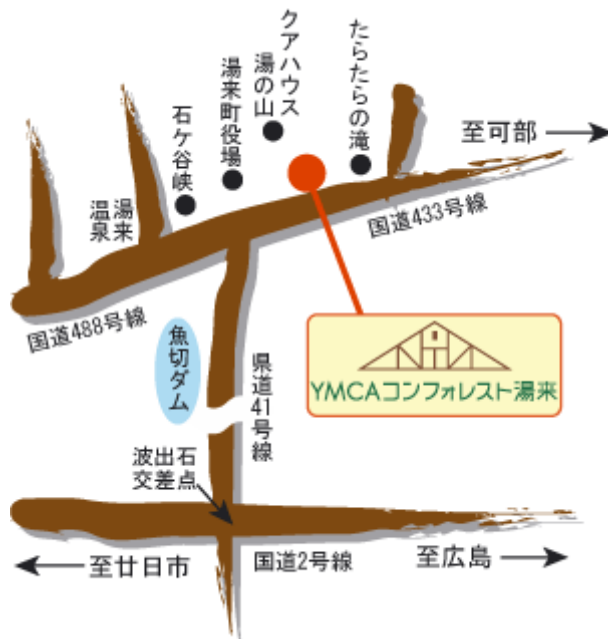 クアハウス
湯の山
たらたらの滝
湯来町役場
石ケ谷峡
湯来
温泉
至可部
国道433号線
国道488号線
魚切ダム
県道41号線
YMCAコンフォレスト湯来
波出石
交差点
至廿日市
国道2号線
至広島